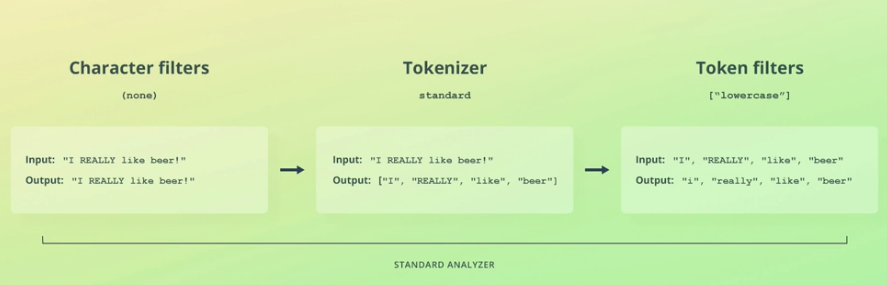 Character filters
(none)
Input: "I REALLY like beer!"
Output: "I REALLY like beer!"
Tokenizer
standard
Input: "I REALLY like beer!"
Output: ["I", "REALLY", "like", "beer"]
Token filters
["lowercase"]
Input: "I", "REALLY", "like", "beer"
Output: "i", "really", "like", "beer"
STANDARD ANALYZER